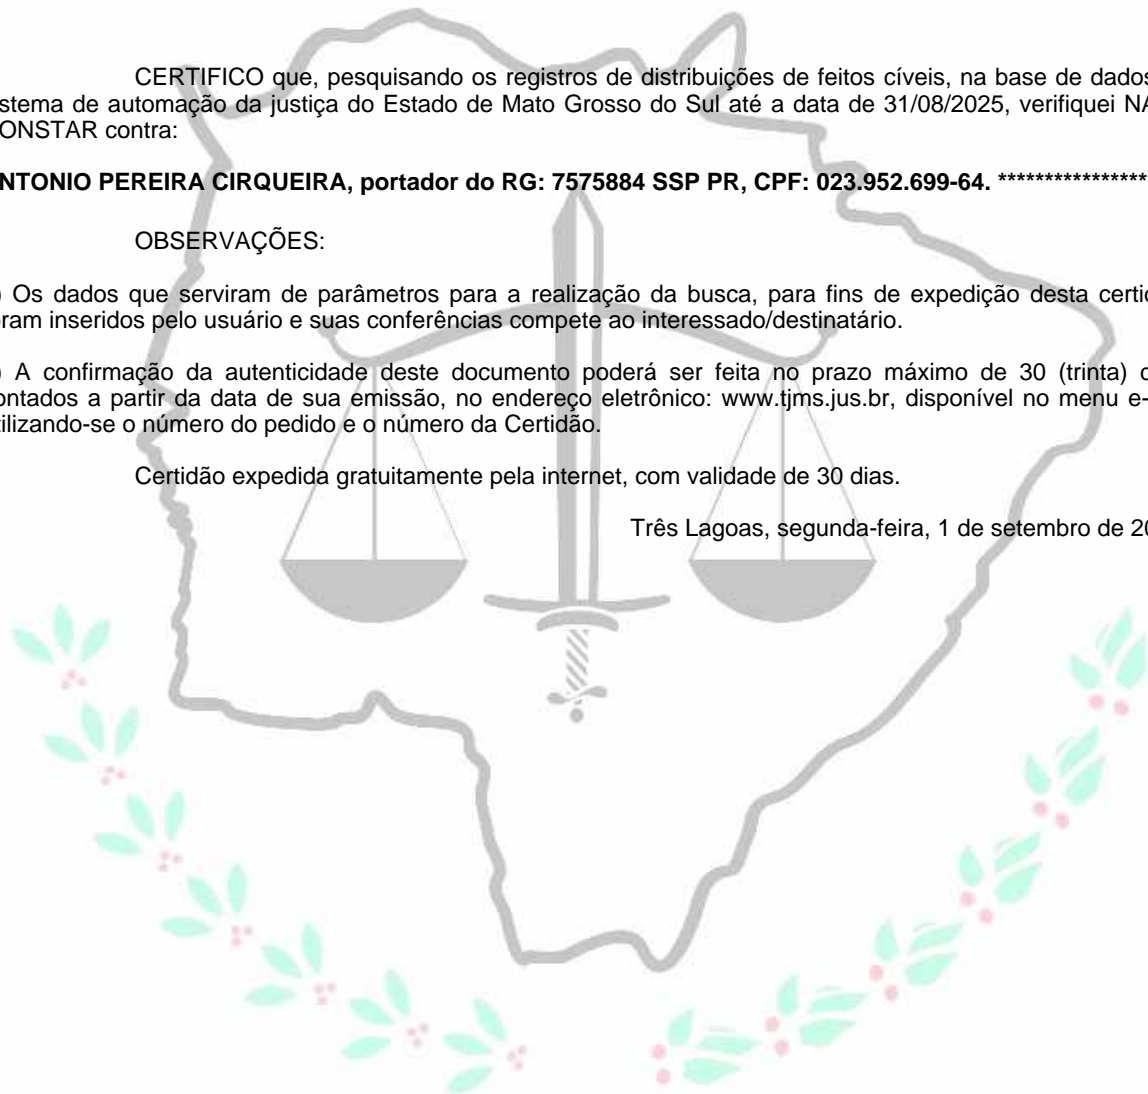 CERTIFICO que, pesquisando os registros de distribuições de feitos cíveis, na base de dados
stema de automação da justiça do Estado de Mato Grosso do Sul até a data de 31/08/2025, verifiquei NÃ
ONSTAR contra:
NTONIO PEREIRA CIRQUEIRA, portador do RG: 7575884 SSP PR, CPF: 023.952.699-64. ****************
OBSERVAÇÕES:
) Os dados que serviram de parâmetros para a realização da busca, para fins de expedição desta certid
oram inseridos pelo usuário e suas conferências compete ao interessado/destinatário.
) A confirmação da autenticidade deste documento poderá ser feita no prazo máximo de 30 (trinta) d
ontados a partir da data de sua emissão, no endereço eletrônico: www.tjms.jus.br, disponível no menu e-
tilizando-se o número do pedido e o número da Certidão.
Certidão expedida gratuitamente pela internet, com validade de 30 dias.
Três Lagoas, segunda-feira, 1 de setembro de 20